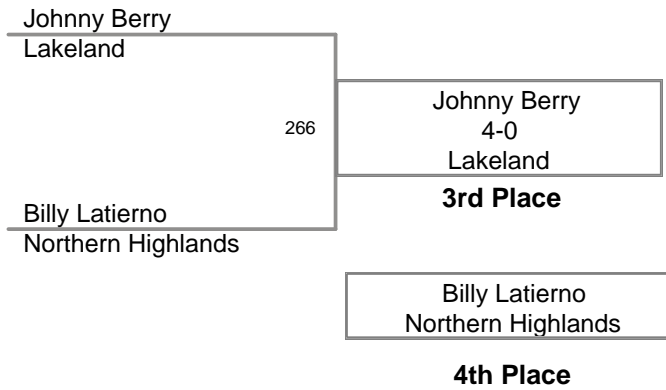 Johnny Berry
Lakeland
266
Johnny Berry
4-0
Lakeland
3rd Place
Billy Latierno
Northern Highlands
Billy Latierno
Northern Highlands
4th Place